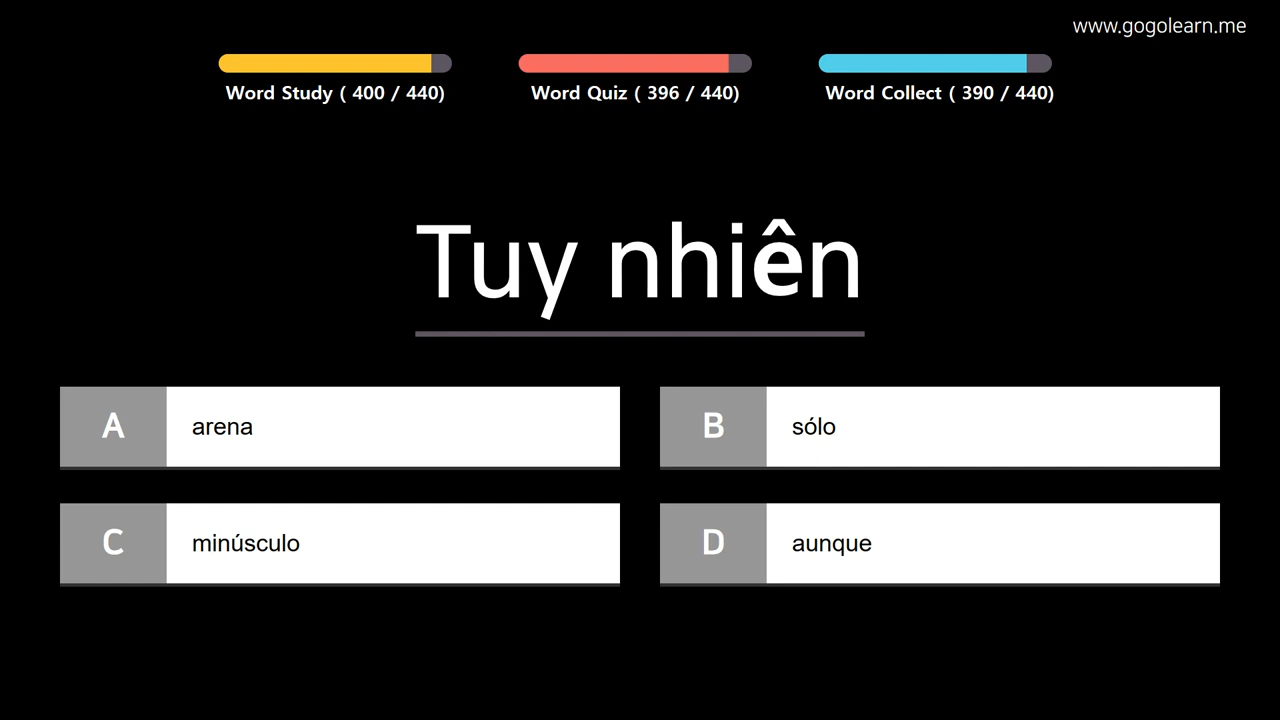 www.gogolearn.me
Word Study ( 400 / 440)
Word Quiz ( 396 / 440)
Word Collect ( 390 / 440)
Tuy nhiên
A
arena
B
sólo
C
minúsculo
D
aunque